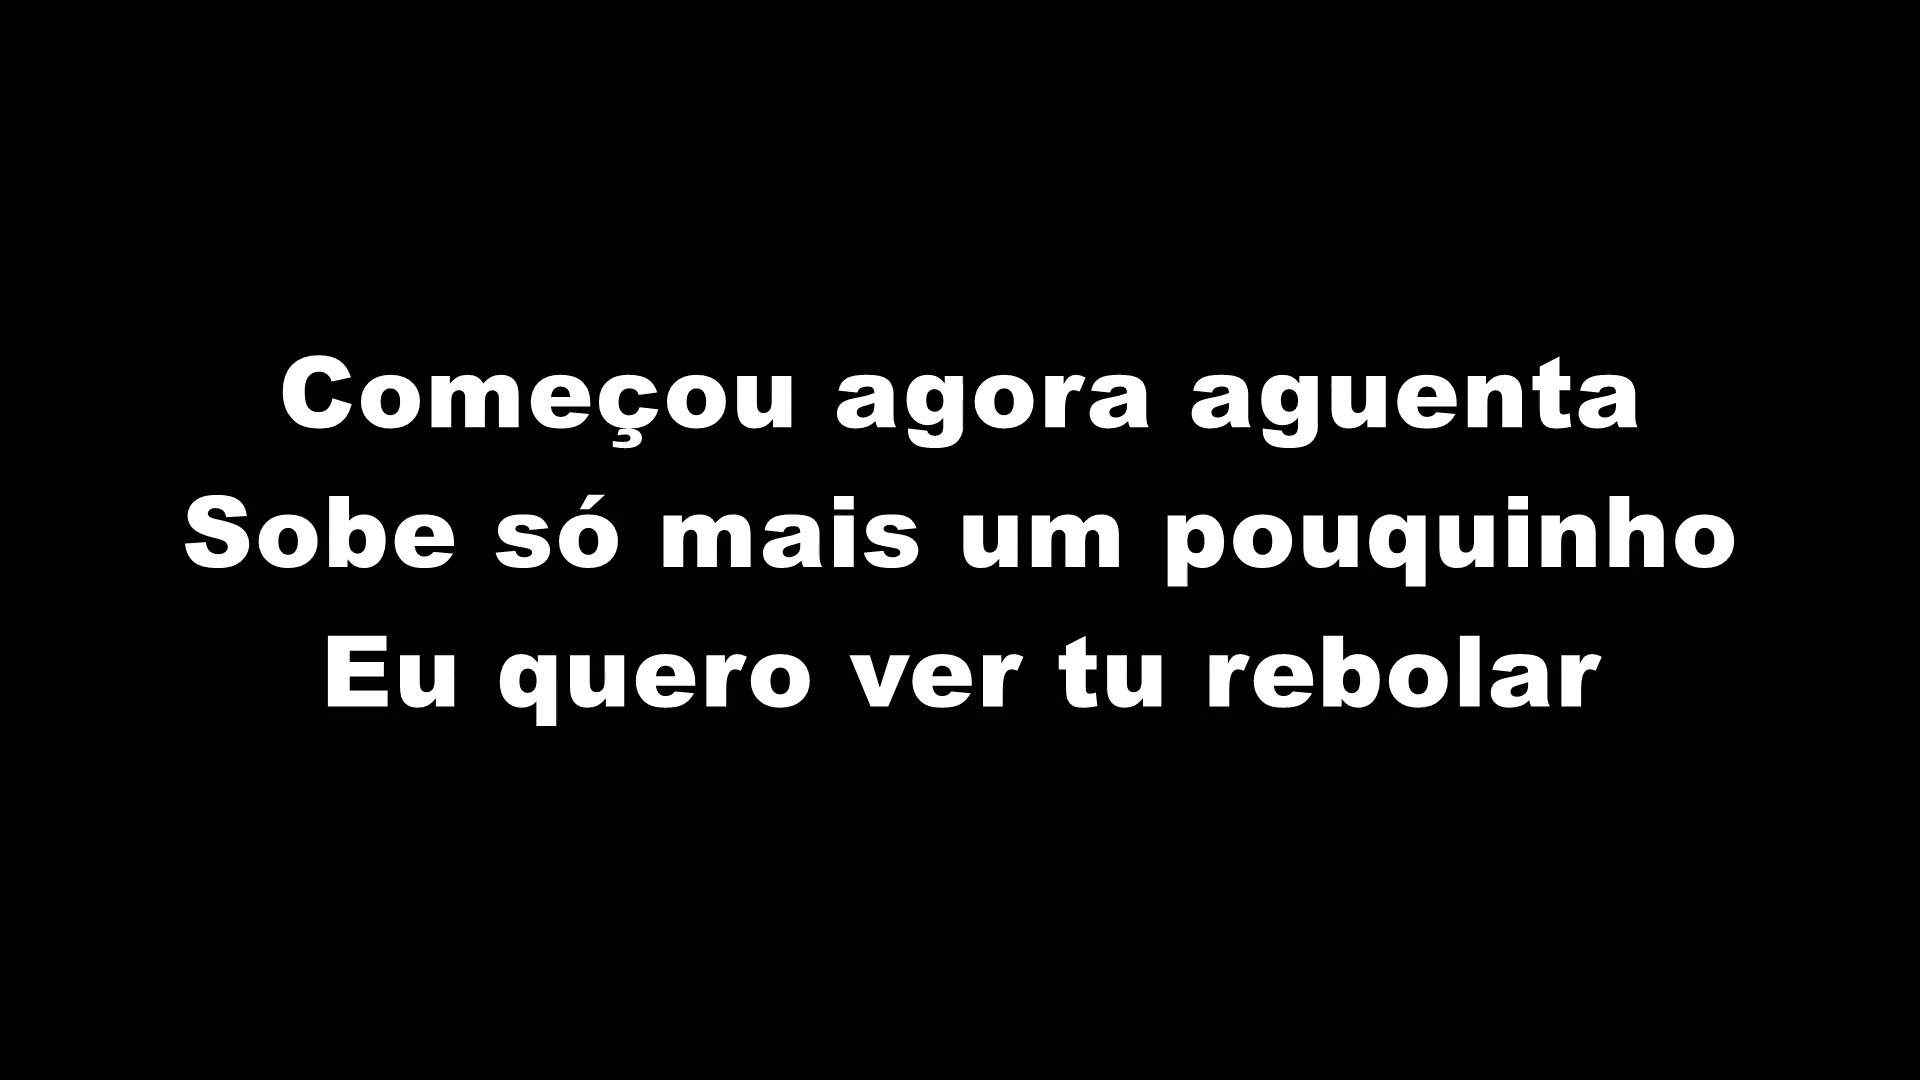 Começou agora aguenta
Sobe só mais um pouquinho
Eu quero ver tu rebolar